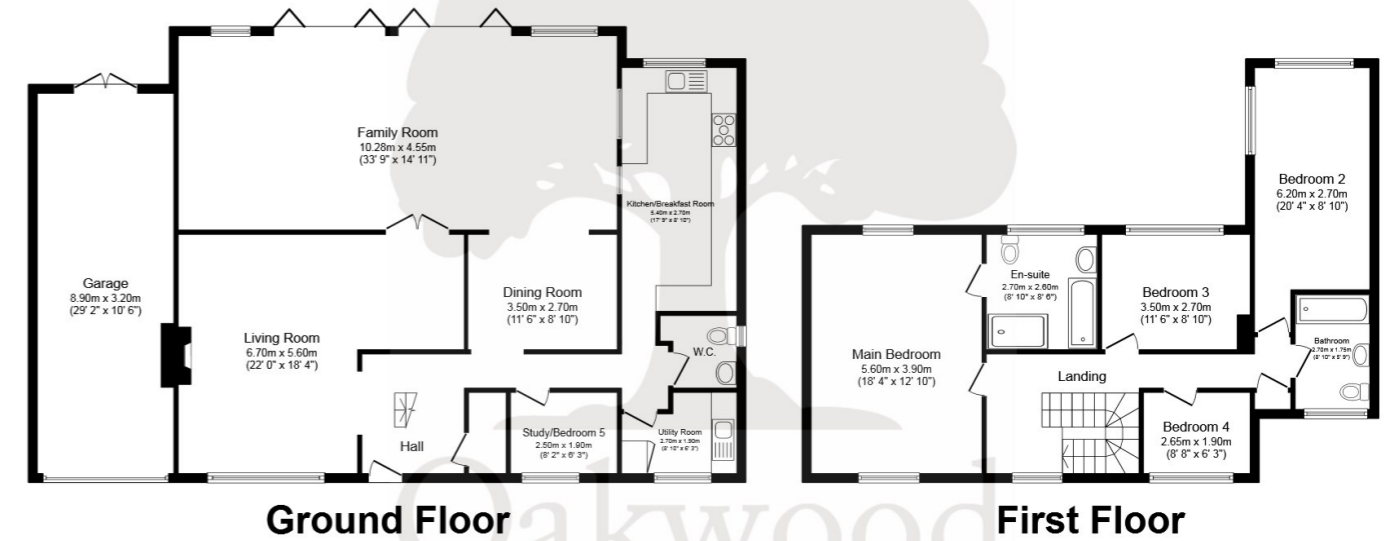 Family Room
10.28m x 4.55m
(33' 9" x 14' 11")
Kitchen/Breakfast Room
5.40m x 2.70m
(17' 9" x 8' 10")
Garage
8.90m x 3.20m
(29' 2" x 10' 6")
Living Room
6.70m x 5.60m
(22' 0" x 18' 4")
Dining Room
3.50m x 2.70m
(11' 6" x 8' 10")
W.C.
Hall
Study/Bedroom 5
2.50m x 1.90m
(8' 2" x 6' 3")
Utility Room
2.70m x 1.90m
(8' 10" x 6' 3")
Ground Floor
Bedroom 2
6.20m x 2.70m
(20' 4" x 8' 10")
En-suite
2.70m x 2.60m
(8' 10" x 8' 6")
Bedroom 3
3.50m x 2.70m
(11' 6" x 8' 10")
Main Bedroom
5.60m x 3.90m
(18' 4" x 12' 10")
Bathroom
2.70m x 1.75m
(8' 10" x 5' 9")
Landing
Bedroom 4
2.65m x 1.90m
(8' 8" x 6' 3")
First Floor
Oakwood